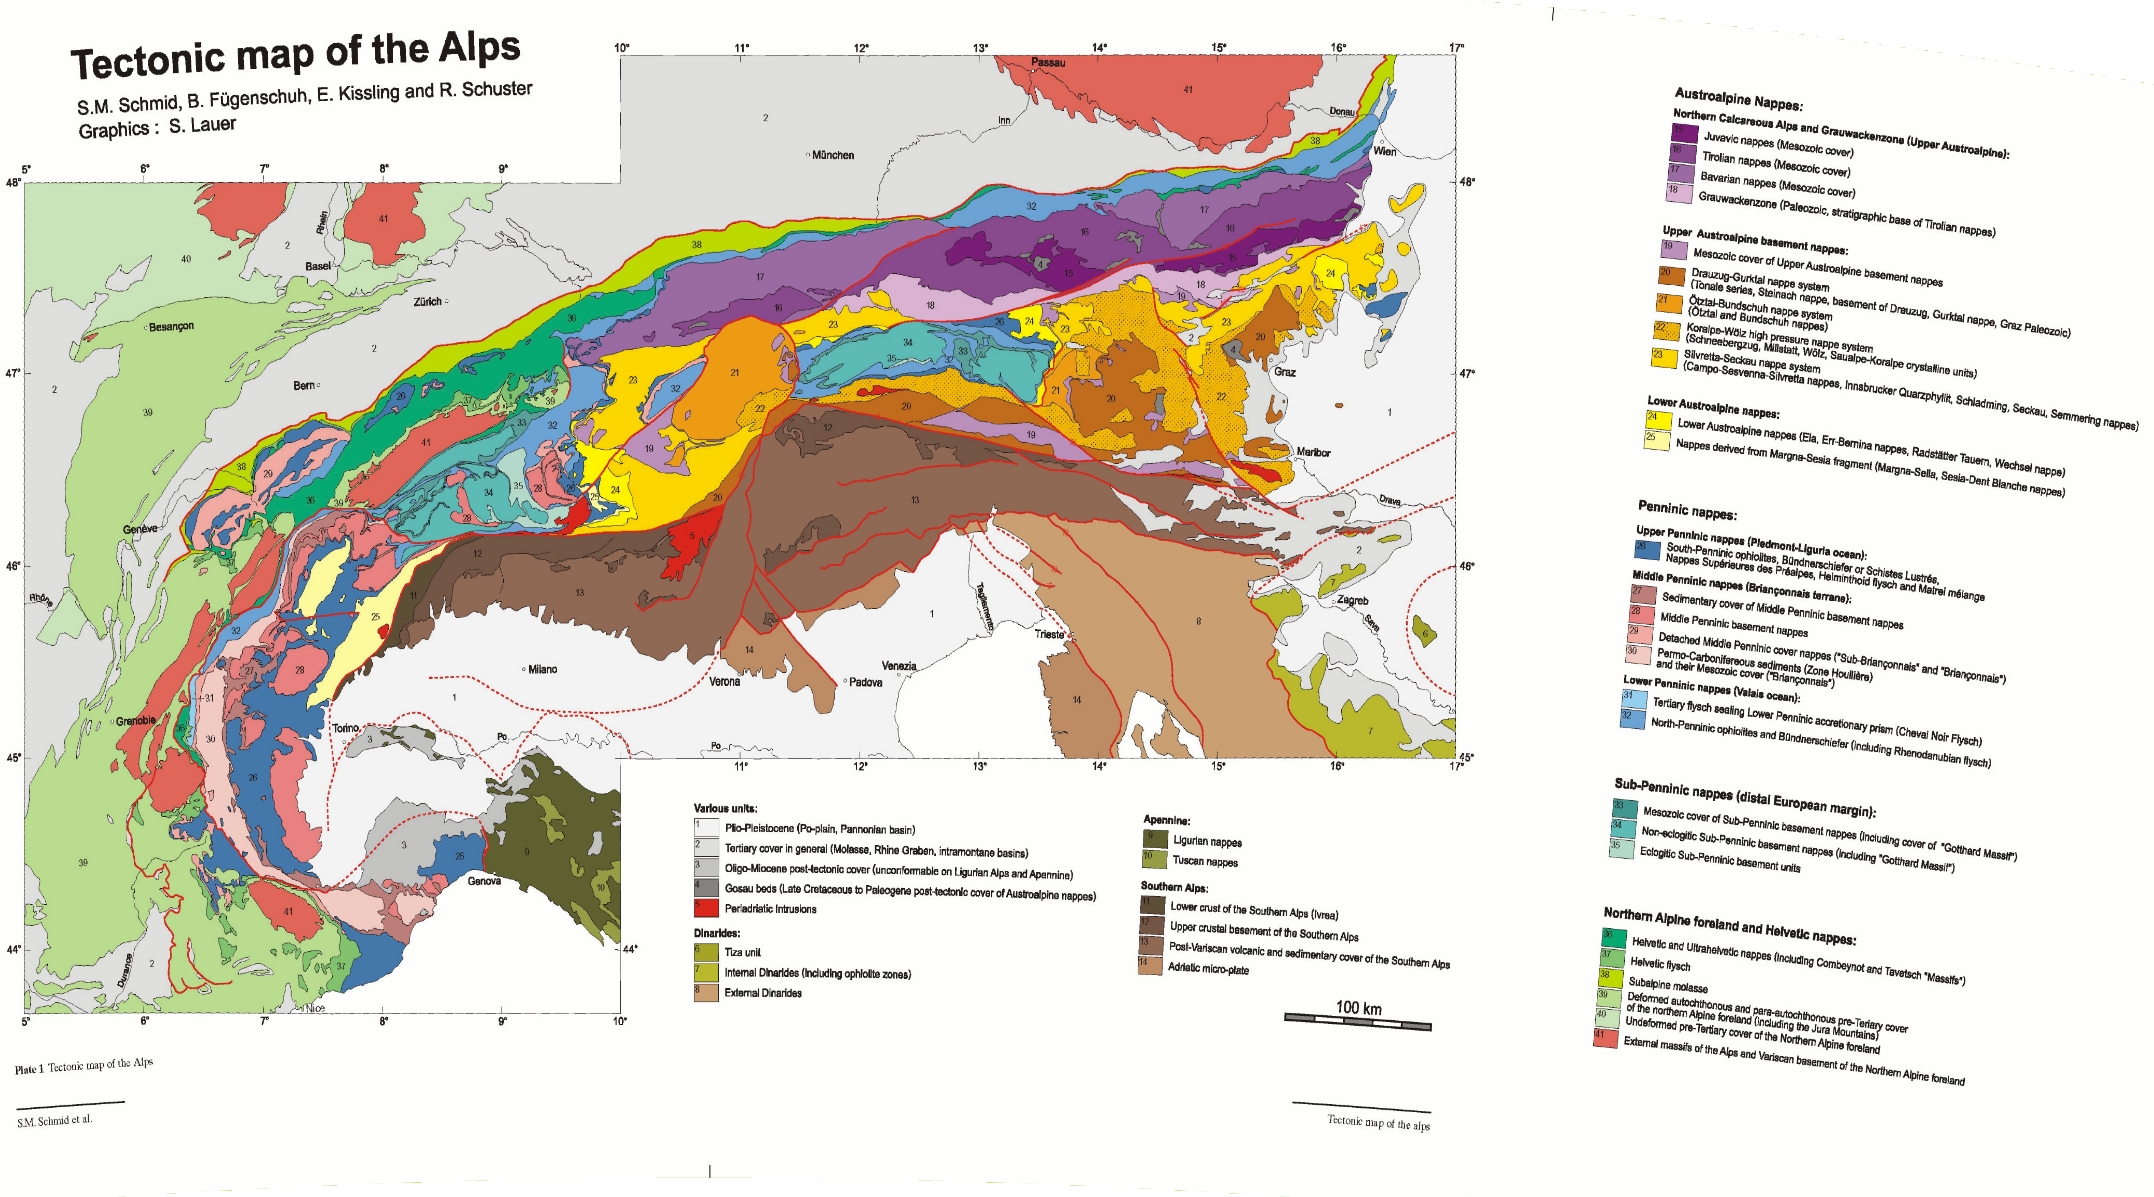 Tectonic map of the Alps
S.M. Schmid, B. Fügenschuh, E. Kissling and R. Schuster
Graphics : S. Lauer
10° 11° 12° 13° 14° 15° 16° 17°
5° 6° 7° 8° 9°
48° 48°
47° 47°
46° 46°
45° 45°
44° 44°
5° 6° 7° 8° 9° 10°
11° 12° 13° 14° 15° 16° 17°
Passau
Inn
München
Donau
Wien
Rhein
Basel
Zürich
Besançon
Bern
Genève
Rhône
Graz
Maribor
Drava
Zagreb
Sava
Tagliamento
Trieste
Venezia
Padova
Verona
Milano
Torino
Po
Po
Grenoble
Genova
Durance
Nice
Various units:
1 Plio-Pleistocene (Po-plain, Pannonian basin)
2 Tertiary cover in general (Molasse, Rhine Graben, intramontane basins)
3 Oligo-Miocene post-tectonic cover (unconformable on Ligurian Alps and Apennine)
4 Gosau beds (Late Cretaceous to Paleogene post-tectonic cover of Austroalpine nappes)
5 Periadriatic Intrusions
Dinarides:
6 Tiza unit
7 Internal Dinarides (including ophiolite zones)
8 External Dinarides
Apennine:
9 Ligurian nappes
10 Tuscan nappes
Southern Alps:
11 Lower crust of the Southern Alps (Ivrea)
12 Upper crustal basement of the Southern Alps
13 Post-Variscan volcanic and sedimentary cover of the Southern Alps
14 Adriatic micro-plate
100 km
Austroalpine Nappes:
Northern Calcareous Alps and Grauwackenzone (Upper Austroalpine):
15 Juvavic nappes (Mesozoic cover)
16 Tirolian nappes (Mesozoic cover)
17 Bavarian nappes (Mesozoic cover)
18 Grauwackenzone (Paleozoic, stratigraphic base of Tirolian nappes)
Upper Austroalpine basement nappes:
19 Mesozoic cover of Upper Austroalpine basement nappes
20 Drauzug-Gurktal nappe system
(Tonale series, Steinach nappe, basement of Drauzug, Gurktal nappe, Graz Paleozoic)
21 Ötztal-Bundschuh nappe system
(Ötztal and Bundschuh nappes)
22 Koralpe-Wölz high pressure nappe system
(Schneebergzug, Millstatt, Wölz, Saualpe-Koralpe crystalline units)
23 Silvretta-Seckau nappe system
(Campo-Sesvenna-Silvretta nappes, Innsbrucker Quarzphyllit, Schladming, Seckau, Semmering nappes)
Lower Austroalpine nappes:
24 Lower Austroalpine nappes (Ela, Err-Bernina nappes, Radstätter Tauern, Wechsel nappe)
25 Nappes derived from Margna-Sesia fragment (Margna-Sella, Sesia-Dent Blanche nappes)
Penninic nappes:
Upper Penninic nappes (Piedmont-Liguria ocean):
26 South-Penninic ophiolites, Bündnerschiefer or Schistes Lustrés,
Nappes Supérieures des Préalpes, Helminthoid flysch and Matrei mélange
Middle Penninic nappes (Briançonnais terrane):
27 Sedimentary cover of Middle Penninic basement nappes
28 Middle Penninic basement nappes
29 Detached Middle Penninic cover nappes ("Sub-Briançonnais" and "Briançonnais")
30 Permo-Carbonifereous sediments (Zone Houillière)
and their Mesozoic cover ("Briançonnais")
Lower Penninic nappes (Valais ocean):
31 Tertiary flysch sealing Lower Penninic accretionary prism (Cheval Noir Flysch)
32 North-Penninic ophiolites and Bündnerschiefer (including Rhenodanubian flysch)
Sub-Penninic nappes (distal European margin):
33 Mesozoic cover of Sub-Penninic basement nappes (including cover of "Gotthard Massif")
34 Non-eclogitic Sub-Penninic basement nappes (including "Gotthard Massif")
35 Eclogitic Sub-Penninic basement units
Northern Alpine foreland and Helvetic nappes:
36 Helvetic and Ultrahelvetic nappes (including Combeynot and Tavetsch "Massifs")
37 Helvetic flysch
38 Subalpine molasse
39 Deformed autochthonous and para-autochthonous pre-Teriary cover
of the northern Alpine foreland (including the Jura Mountains)
40 Undeformed pre-Tertiary cover of the Northern Alpine foreland
41 External massifs of the Alps and Variscan basement of the Northern Alpine foreland
Plate 1 Tectonic map of the Alps
S.M. Schmid et al.
Tectonic map of the alps